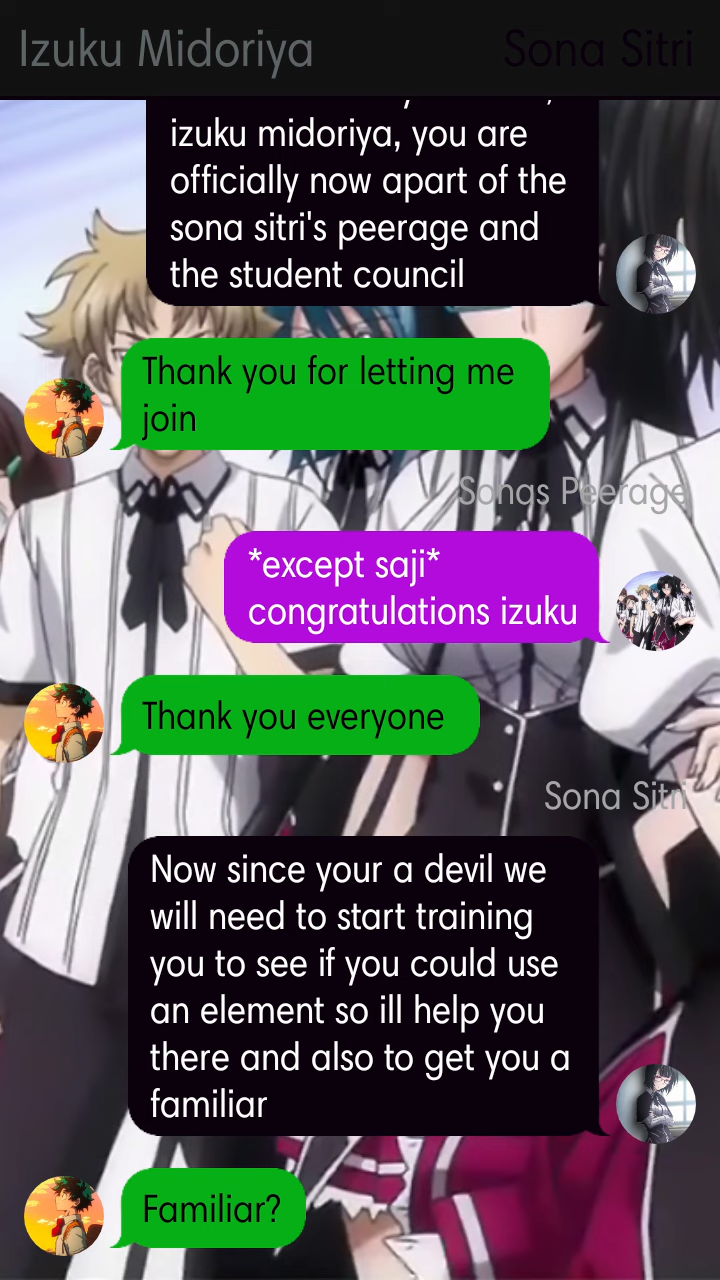 Izuku Midoriya
Sona Sitri
izuku midoriya, you are
officially now apart of the
sona sitri's peerage and
the student council
Thank you for letting me
join
Sonas Peerage
*except saji*
congratulations izuku
Thank you everyone
Sona Sitri
Now since your a devil we
will need to start training
you to see if you could use
an element so ill help you
there and also to get you a
familiar
Familiar?